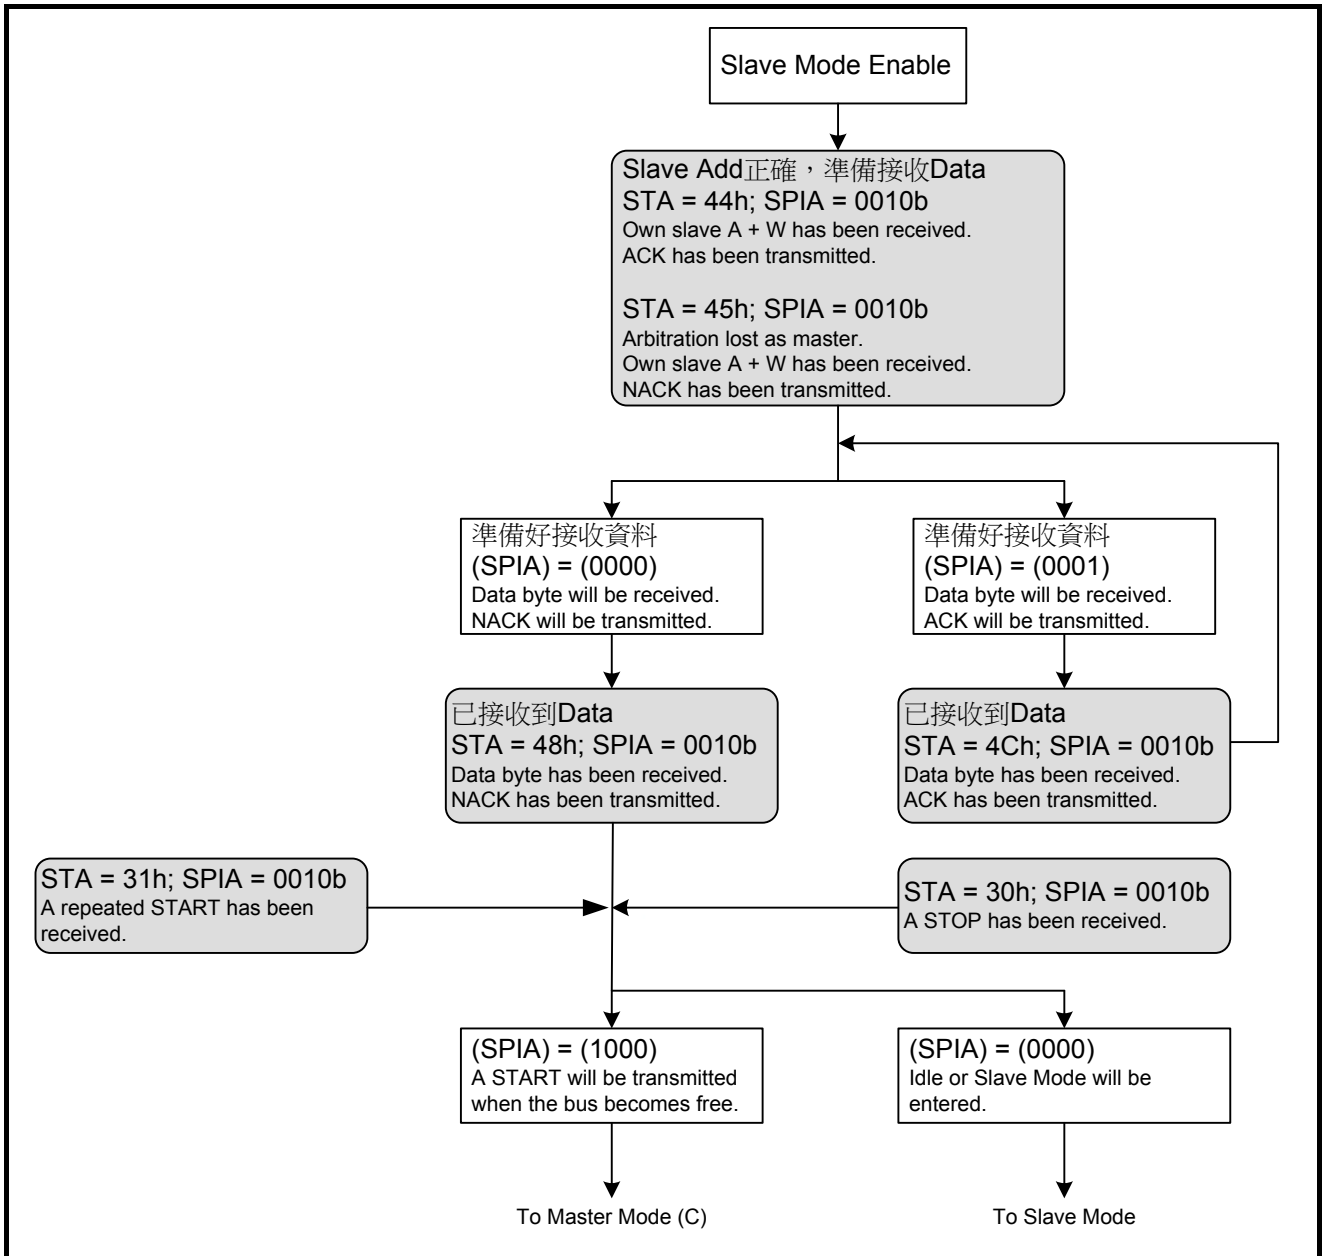 Slave Mode Enable
Slave Add正確，準備接收Data
STA = 44h; SPIA = 0010b
Own slave A + W has been received.
ACK has been transmitted.
STA = 45h; SPIA = 0010b
Arbitration lost as master.
Own slave A + W has been received.
NACK has been transmitted.
準備好接收資料
(SPIA) = (0000)
Data byte will be received.
NACK will be transmitted.
準備好接收資料
(SPIA) = (0001)
Data byte will be received.
ACK will be transmitted.
已接收到Data
STA = 48h; SPIA = 0010b
Data byte has been received.
NACK has been transmitted.
已接收到Data
STA = 4Ch; SPIA = 0010b
Data byte has been received.
ACK has been transmitted.
STA = 31h; SPIA = 0010b
A repeated START has been
received.
STA = 30h; SPIA = 0010b
A STOP has been received.
(SPIA) = (1000)
A START will be transmitted
when the bus becomes free.
(SPIA) = (0000)
Idle or Slave Mode will be
entered.
To Master Mode (C)
To Slave Mode